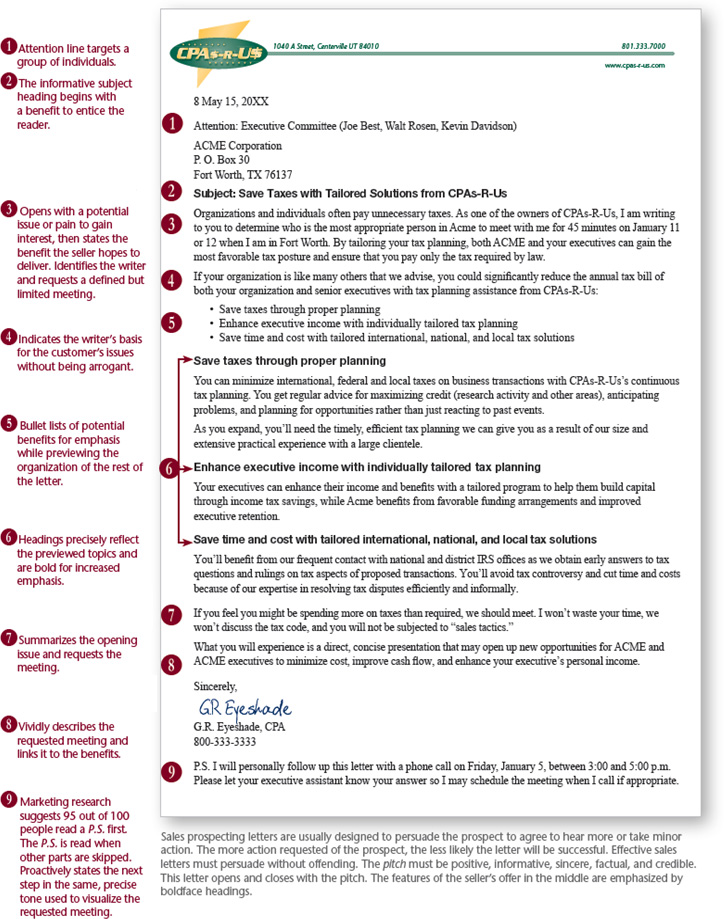 1 Attention line targets a
group of individuals.
2 The informative subject
heading begins with
a benefit to entice the
reader.
3 Opens with a potential
issue or pain to gain
interest, then states the
benefit the seller hopes to
deliver. Identifies the writer
and requests a defined but
limited meeting.
4 Indicates the writer's basis
for the customer's issues
without being arrogant.
5 Bullet lists of potential
benefits for emphasis
while previewing the
organization of the rest of
the letter.
6 Headings precisely reflect
the previewed topics and
are bold for increased
emphasis.
7 Summarizes the opening
issue and requests the
meeting.
8 Vividly describes the
requested meeting and
links it to the benefits.
9 Marketing research
suggests 95 out of 100
people read a P.S. first.
The P.S. is read when
other parts are skipped.
Proactively states the next
step in the same, precise
tone used to visualize the
requested meeting.
CPA$-R-U$
1040 A Street, Centerville UT 84010
801.333.7000
www.cpas-r-us.com
8 May 15, 20XX
1 Attention: Executive Committee (Joe Best, Walt Rosen, Kevin Davidson)
ACME Corporation
P. O. Box 30
Fort Worth, TX 76137
2 Subject: Save Taxes with Tailored Solutions from CPAs-R-Us
3 Organizations and individuals often pay unnecessary taxes. As one of the owners of CPAs-R-Us, I am writing
to you to determine who is the most appropriate person in Acme to meet with me for 45 minutes on January 11
or 12 when I am in Fort Worth. By tailoring your tax planning, both ACME and your executives can gain the
most favorable tax posture and ensure that you pay only the tax required by law.
4 If your organization is like many others that we advise, you could significantly reduce the annual tax bill of
both your organization and senior executives with tax planning assistance from CPAs-R-Us:
• Save taxes through proper planning
5 • Enhance executive income with individually tailored tax planning
• Save time and cost with tailored international, national, and local tax solutions
Save taxes through proper planning
You can minimize international, federal and local taxes on business transactions with CPAs-R-Us's continuous
tax planning. You get regular advice for maximizing credit (research activity and other areas), anticipating
problems, and planning for opportunities rather than just reacting to past events.
As you expand, you'll need the timely, efficient tax planning we can give you as a result of our size and
extensive practical experience with a large clientele.
6 Enhance executive income with individually tailored tax planning
Your executives can enhance their income and benefits with a tailored program to help them build capital
through income tax savings, while Acme benefits from favorable funding arrangements and improved
executive retention.
Save time and cost with tailored international, national, and local tax solutions
You'll benefit from our frequent contact with national and district IRS offices as we obtain early answers to tax
questions and rulings on tax aspects of proposed transactions. You'll avoid tax controversy and cut time and costs
because of our expertise in resolving tax disputes efficiently and informally.
7 If you feel you might be spending more on taxes than required, we should meet. I won't waste your time, we
won't discuss the tax code, and you will not be subjected to “sales tactics.”
What you will experience is a direct, concise presentation that may open up new opportunities for ACME and
8 ACME executives to minimize cost, improve cash flow, and enhance your executive's personal income.
Sincerely,
GR Eyeshade
G.R. Eyeshade, CPA
800-333-3333
9 P.S. I will personally follow up this letter with a phone call on Friday, January 5, between 3:00 and 5:00 p.m.
Please let your executive assistant know your answer so I may schedule the meeting when I call if appropriate.
Sales prospecting letters are usually designed to persuade the prospect to agree to hear more or take minor
action. The more action requested of the prospect, the less likely the letter will be successful. Effective sales
letters must persuade without offending. The pitch must be positive, informative, sincere, factual, and credible.
This letter opens and closes with the pitch. The features of the seller's offer in the middle are emphasized by
boldface headings.